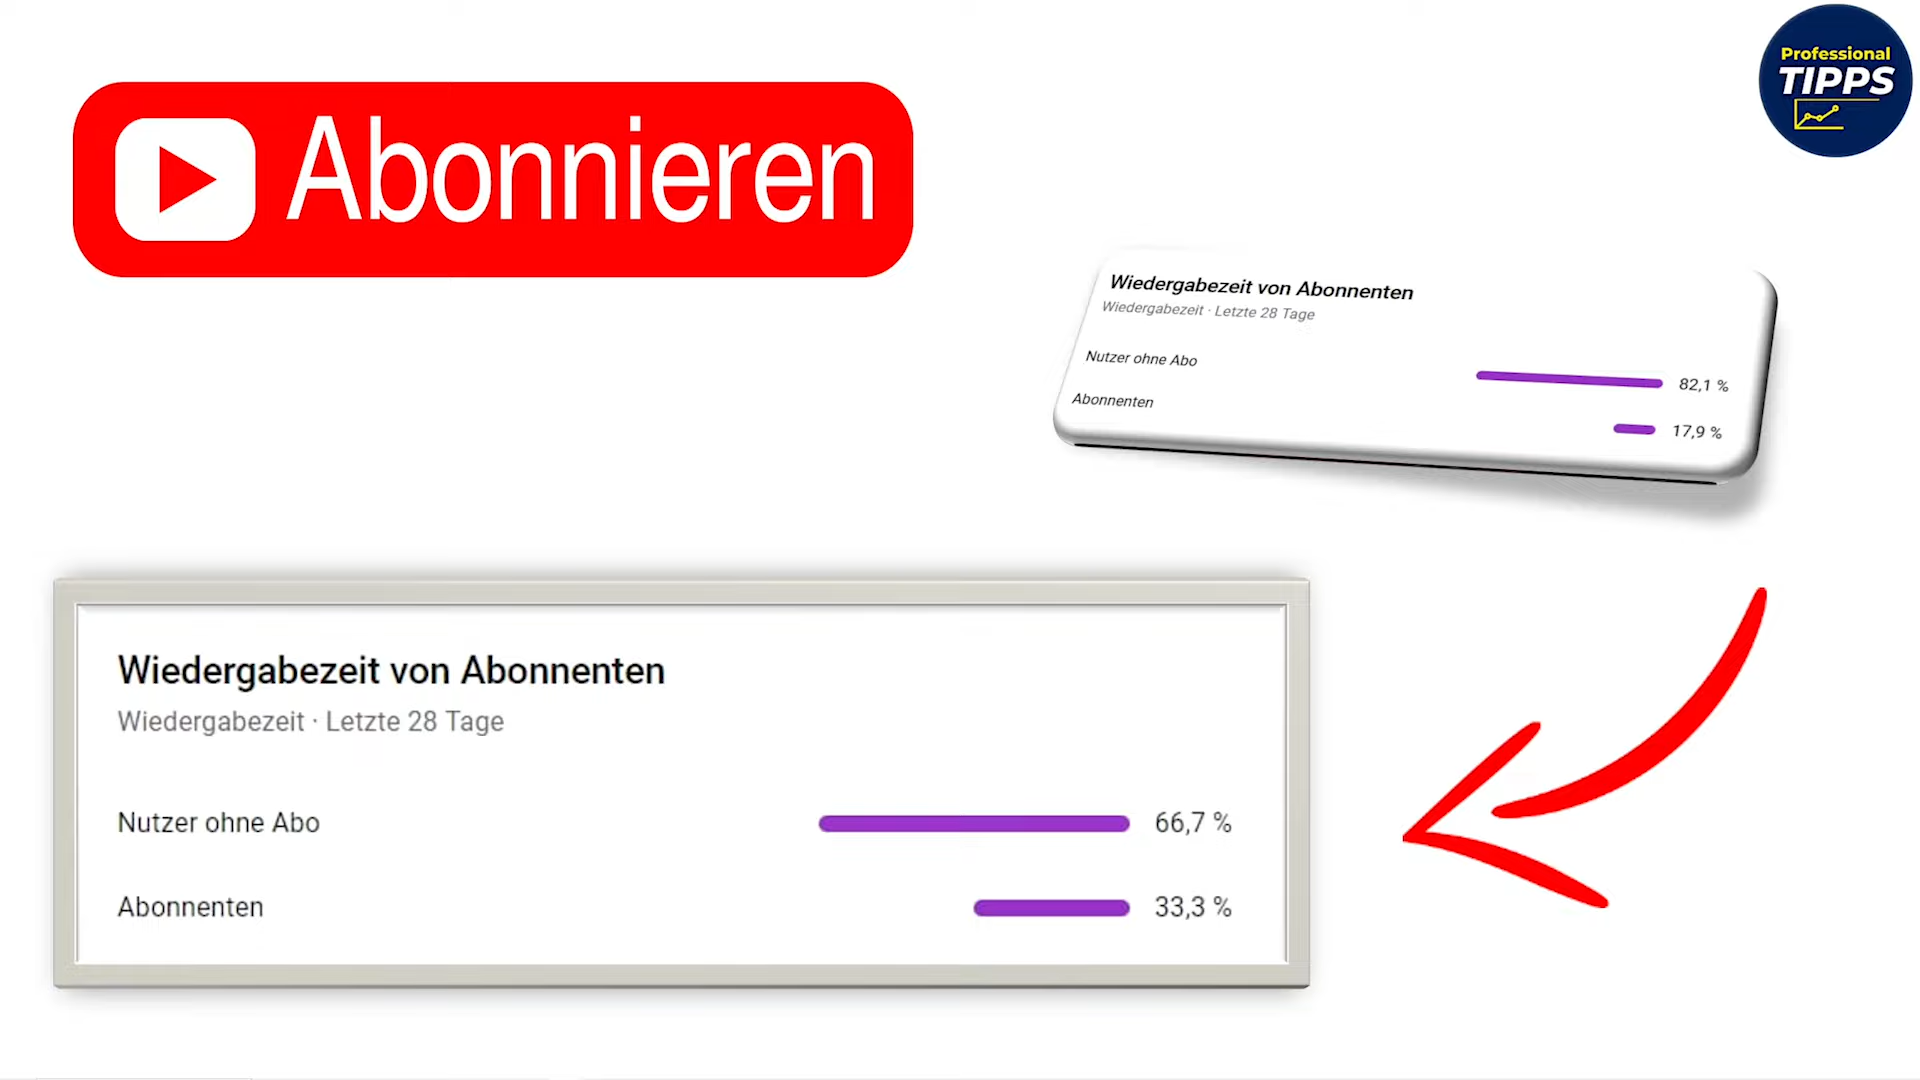 Professional
TIPPS
Abonnieren
Wiedergabezeit von Abonnenten
Wiedergabezeit · Letzte 28 Tage
Nutzer ohne Abo 82,1 %
Abonnenten 17,9 %
Wiedergabezeit von Abonnenten
Wiedergabezeit · Letzte 28 Tage
Nutzer ohne Abo 66,7 %
Abonnenten 33,3 %